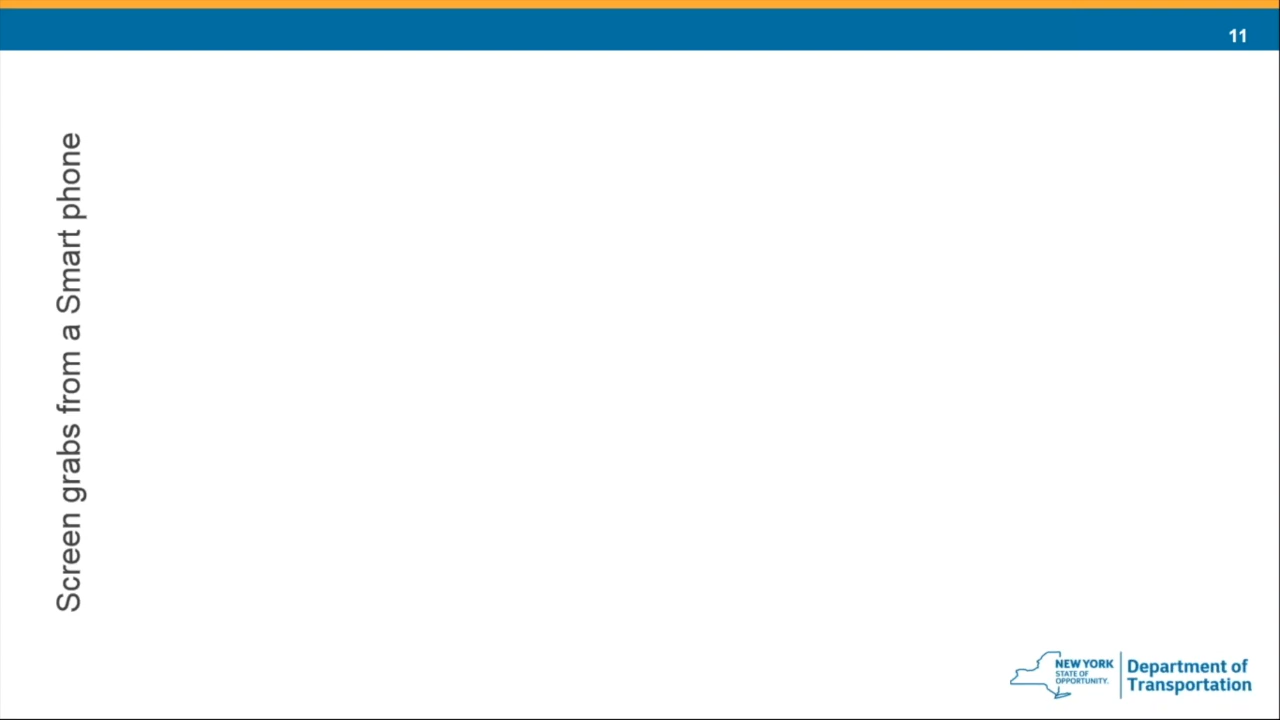 11
Screen grabs from a Smart phone
NEW YORK
STATE OF
OPPORTUNITY.
Department of
Transportation